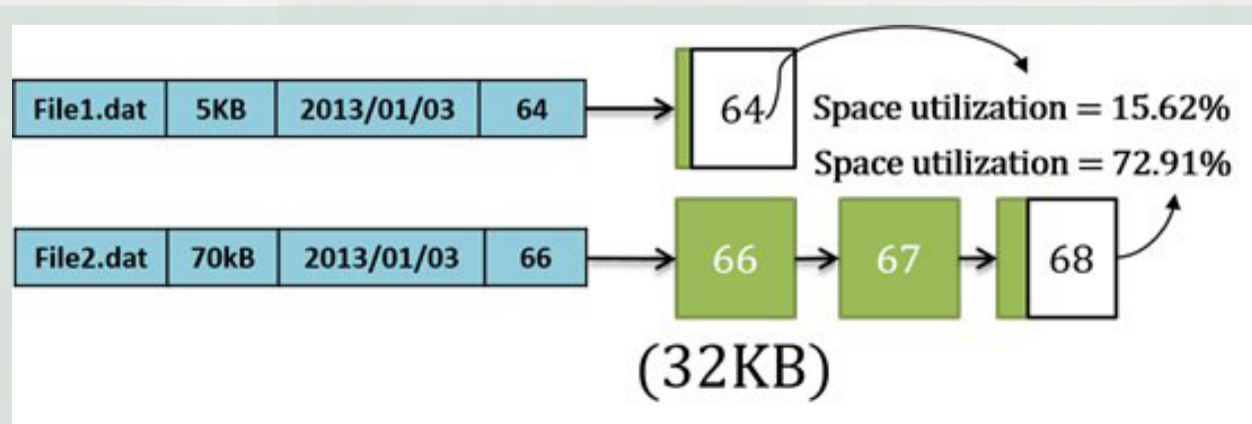 File1.dat 5KB 2013/01/03 64 64 Space utilization = 15.62%
Space utilization = 72.91%
File2.dat 70kB 2013/01/03 66 66 67 68
(32KB)